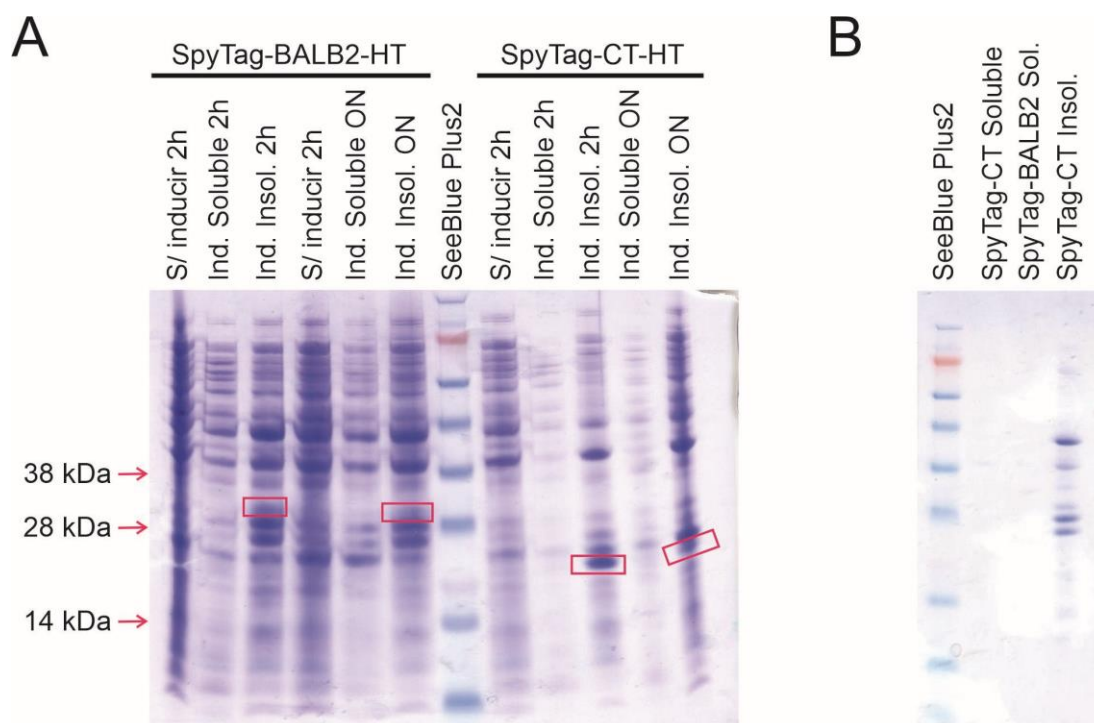 A
B
SpyTag-BALB2-HT
SpyTag-CT-HT
S/ inducir 2h
Ind. Soluble 2h
Ind. Insol. 2h
S/ inducir 2h
Ind. Soluble ON
Ind. Insol. ON
SeeBlue Plus2
S/ inducir 2h
Ind. Soluble 2h
Ind. Insol. 2h
Ind. Soluble ON
Ind. Insol. ON
SeeBlue Plus2
SpyTag-CT Soluble
SpyTag-BALB2 Sol.
SpyTag-CT Insol.
38 kDa
28 kDa
14 kDa